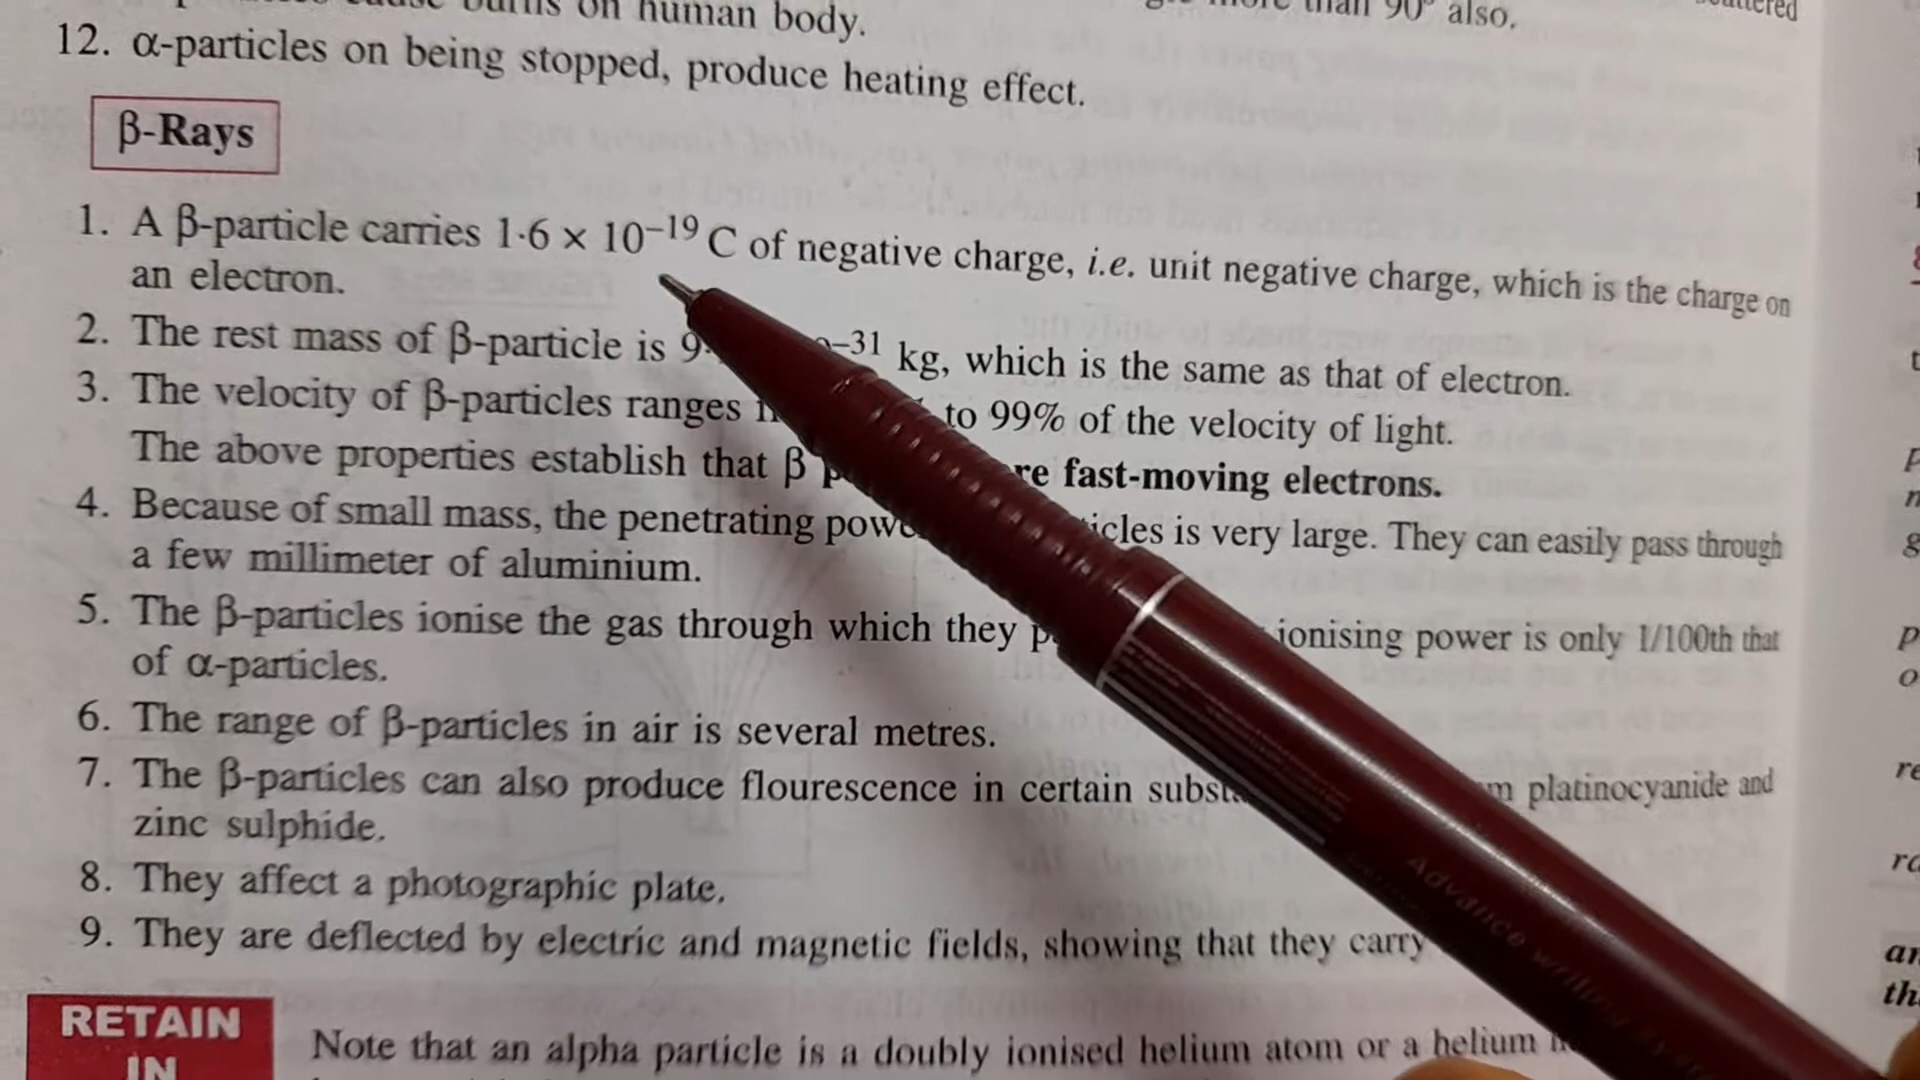 burns on human body.
than 90° also.
12. α-particles on being stopped, produce heating effect.
β-Rays
1. A β-particle carries 1·6 × 10⁻¹⁹ C of negative charge, i.e. unit negative charge, which is the charge on
an electron.
2. The rest mass of β-particle is 9· ⁻³¹ kg, which is the same as that of electron.
3. The velocity of β-particles ranges to 99% of the velocity of light.
The above properties establish that β fast-moving electrons.
4. Because of small mass, the penetrating is very large. They can easily pass through
a few millimeter of aluminium.
5. The β-particles ionise the gas through which they ionising power is only 1/100th that
of α-particles.
6. The range of β-particles in air is several metres.
7. The β-particles can also produce flourescence in certain platinocyanide and
zinc sulphide.
8. They affect a photographic plate.
9. They are deflected by electric and magnetic fields, showing that they carry
RETAIN
IN
Note that an alpha particle is a doubly ionised helium atom or a helium
Advance writing